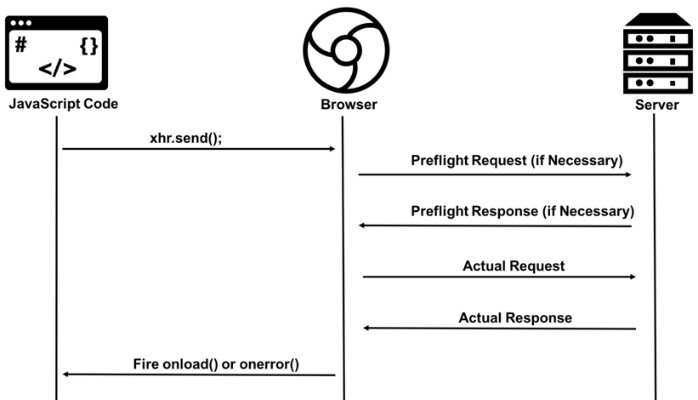 # {}
</>
JavaScript Code
Browser
Server
xhr.send();
Preflight Request (if Necessary)
Preflight Response (if Necessary)
Actual Request
Actual Response
Fire onload() or onerror()